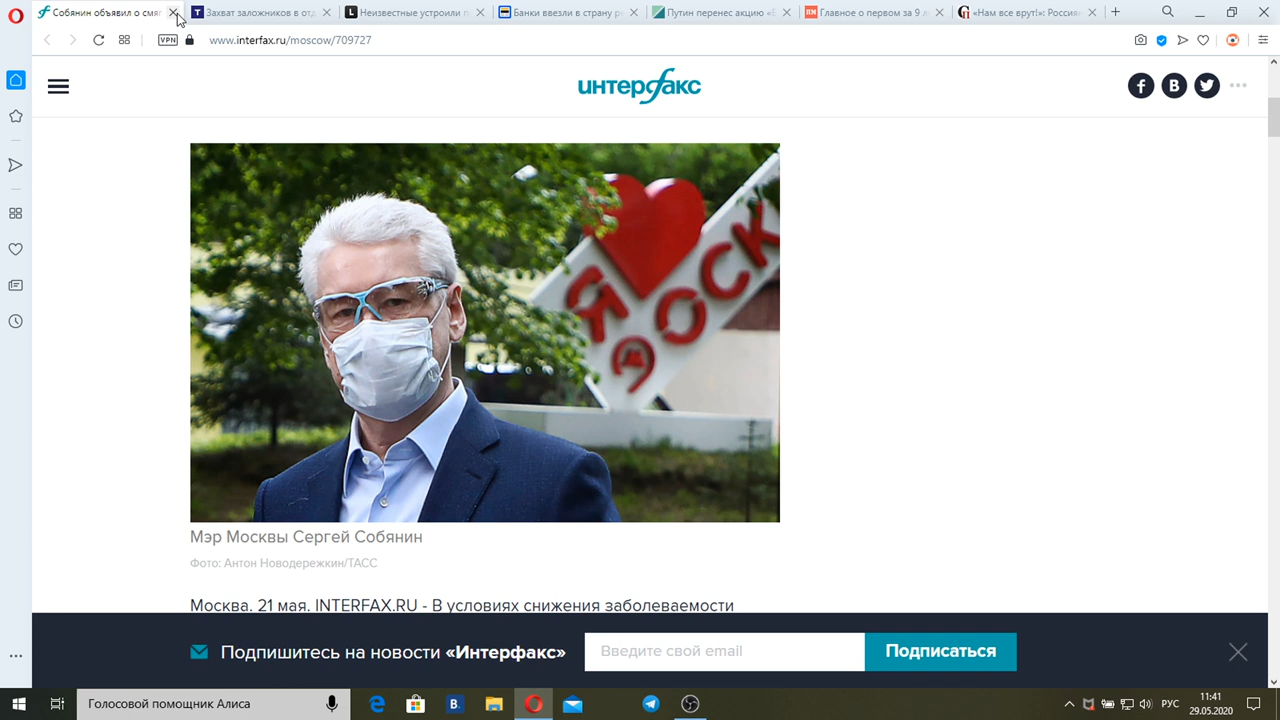 Собянин объявил о смяг
Захват заложников в отд
Неизвестные устроили п
Банки ввезли в страну р
Путин перенес акцию «Б
RM Главное о первом за 9 л
«Нам все врут!»: Россиян
VPN www.interfax.ru/moscow/709727
интерфакс
Я
МОСК
Мэр Москвы Сергей Собянин
Фото: Антон Новодережкин/ТАСС
Москва. 21 мая. INTERFAX.RU - В условиях снижения заболеваемости
Подпишитесь на новости «Интерфакс»
Введите свой email
Подписаться
Голосовой помощник Алиса
РУС
11:41
29.05.2020